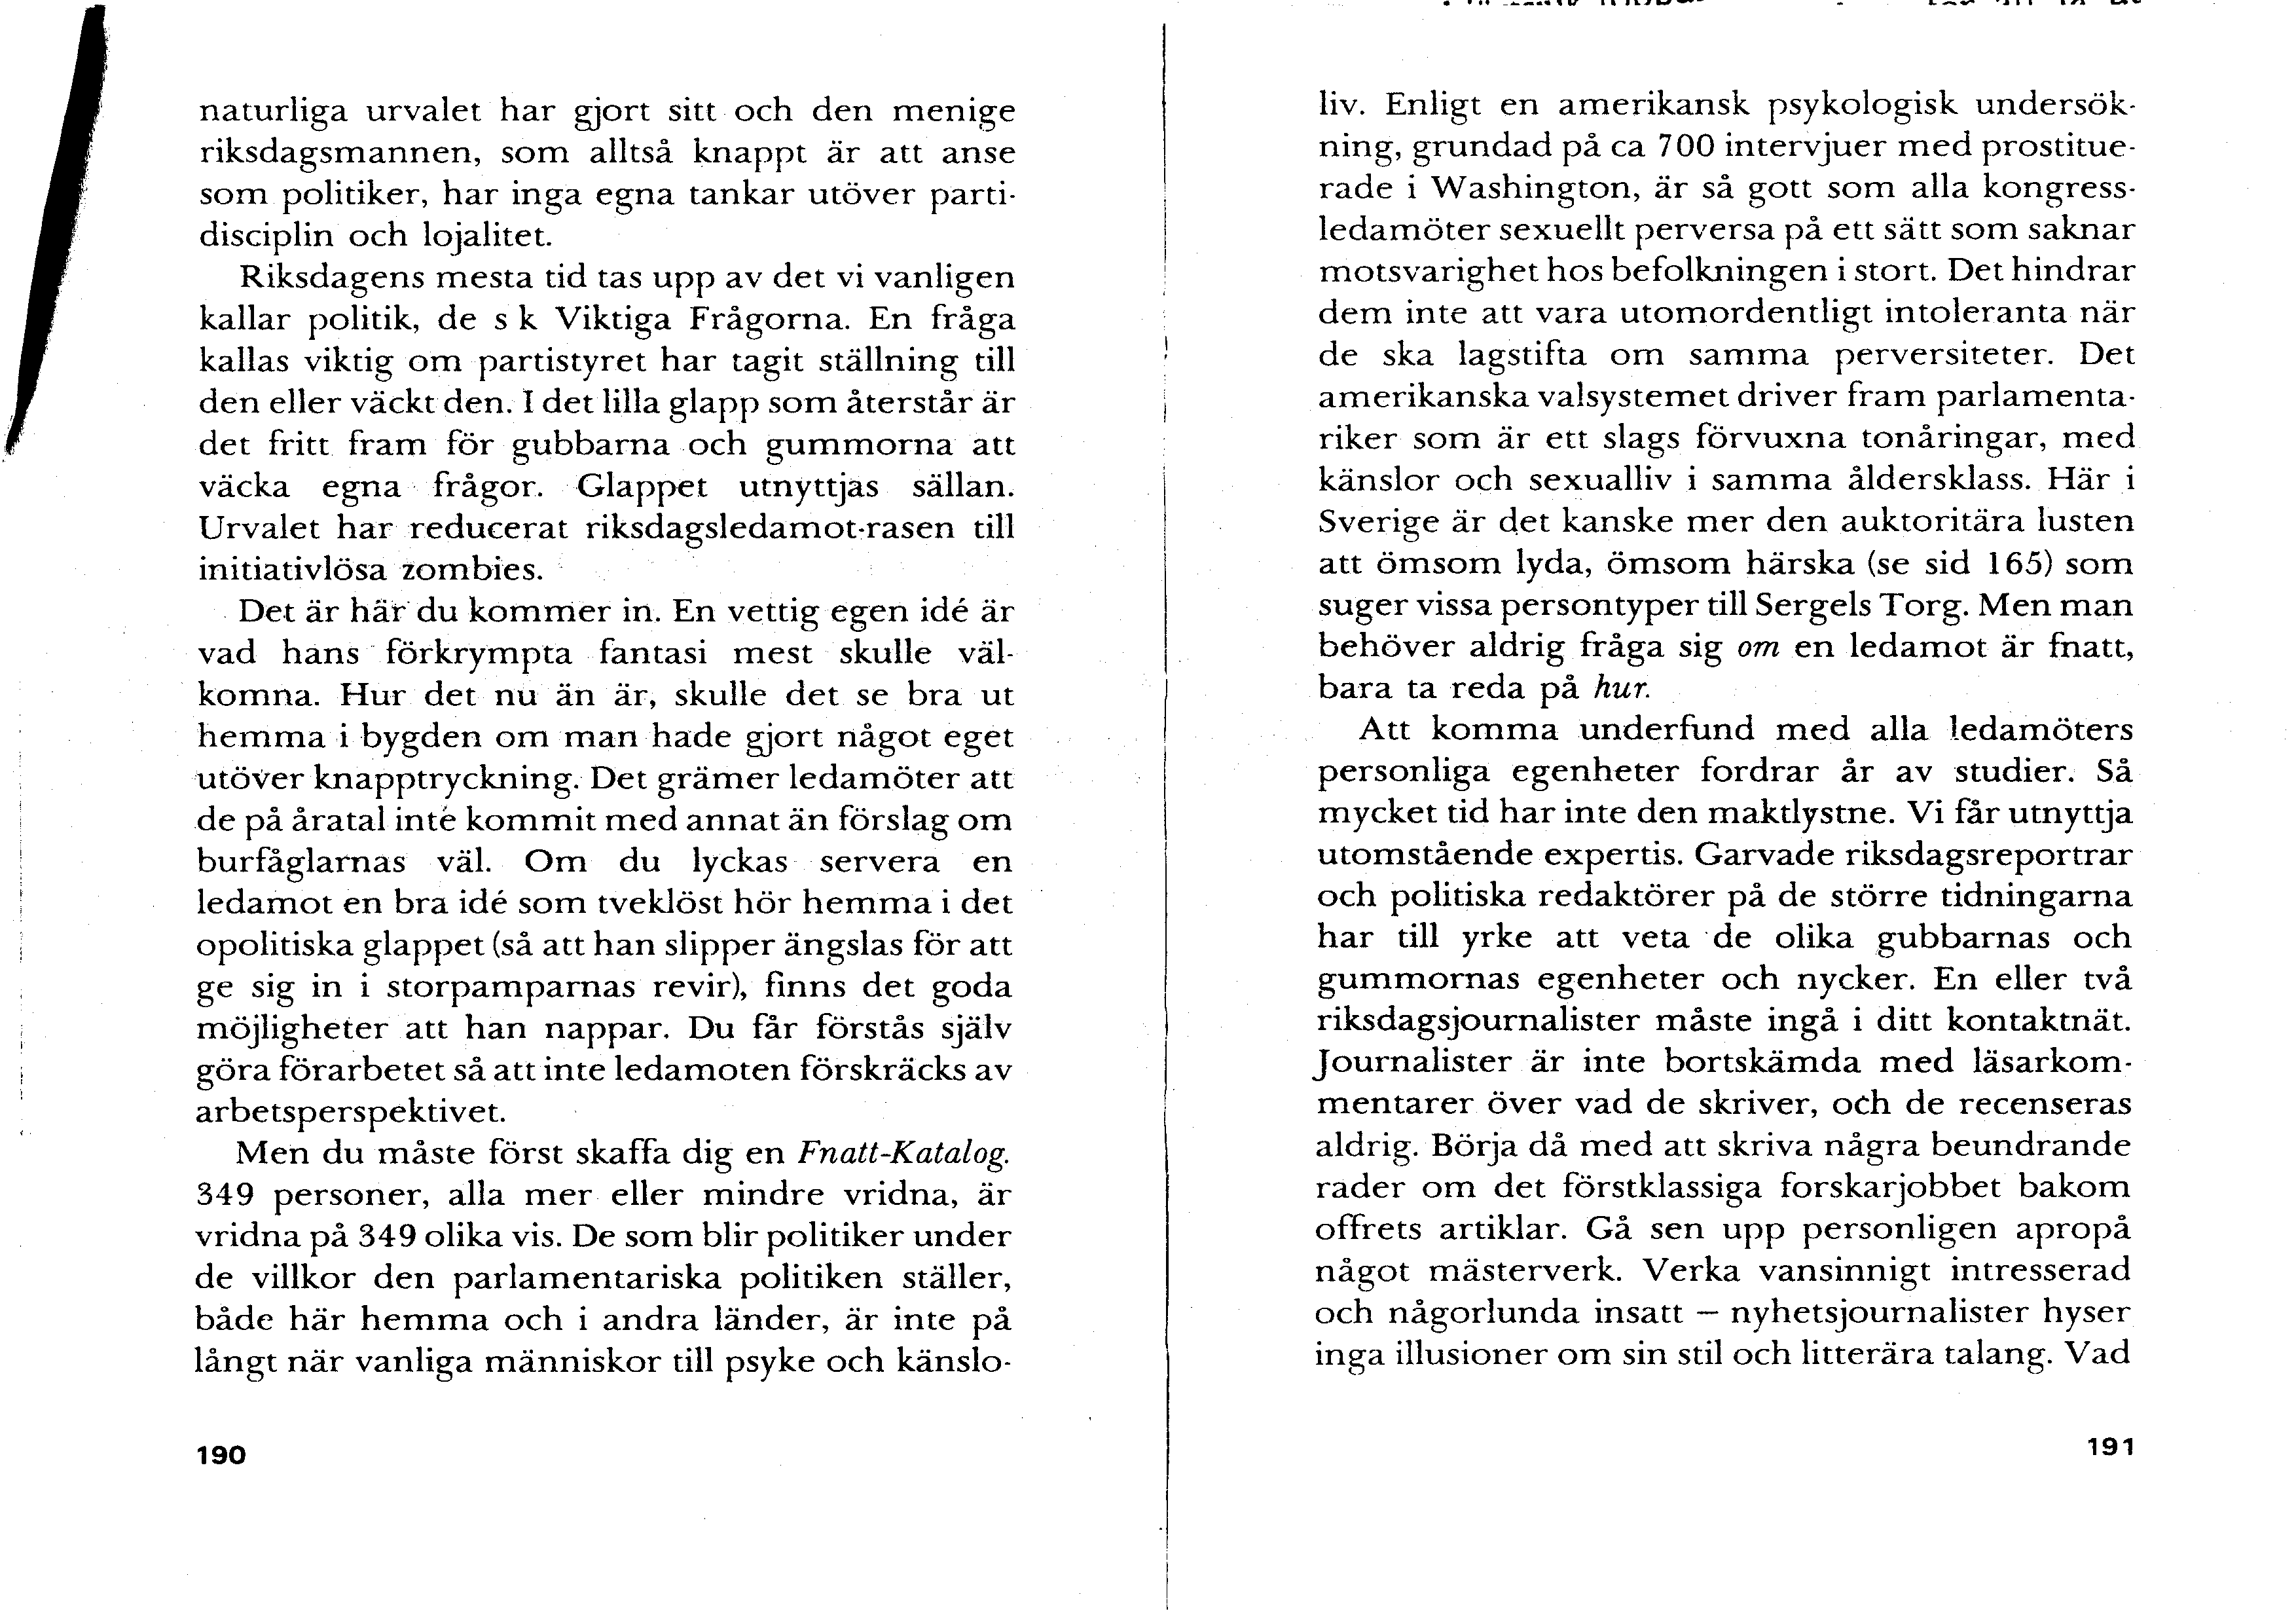 naturliga urvalet har gjort sitt och den menige
riksdagsmannen, som alltså knappt är att anse
som politiker, har inga egna tankar utöver parti-
disciplin och lojalitet.
Riksdagens mesta tid tas upp av det vi vanligen
kallar politik, de s k Viktiga Frågorna. En fråga
kallas viktig om partistyret har tagit ställning till
den eller väckt den. I det lilla glapp som återstår är
det fritt fram för gubbarna och gummorna att
väcka egna frågor. Glappet utnyttjas sällan.
Urvalet har reducerat riksdagsledamot-rasen till
initiativlösa zombies.
Det är här du kommer in. En vettig egen idé är
vad hans förkrympta fantasi mest skulle väl-
komna. Hur det nu än är, skulle det se bra ut
hemma i bygden om man hade gjort något eget
utöver knapptryckning. Det grämer ledamöter att
de på åratal inte kommit med annat än förslag om
burfåglarnas väl. Om du lyckas servera en
ledamot en bra idé som tveklöst hör hemma i det
opolitiska glappet (så att han slipper ängslas för att
ge sig in i storpamparnas revir), finns det goda
möjligheter att han nappar. Du får förstås själv
göra förarbetet så att inte ledamoten förskräcks av
arbetsperspektivet.
Men du måste först skaffa dig en Fnatt-Katalog.
349 personer, alla mer eller mindre vridna, är
vridna på 349 olika vis. De som blir politiker under
de villkor den parlamentariska politiken ställer,
både här hemma och i andra länder, är inte på
långt när vanliga människor till psyke och känslo-
190
liv. Enligt en amerikansk psykologisk undersök-
ning, grundad på ca 700 intervjuer med prostitue-
rade i Washington, är så gott som alla kongress-
ledamöter sexuellt perversa på ett sätt som saknar
motsvarighet hos befolkningen i stort. Det hindrar
dem inte att vara utomordentligt intoleranta när
de ska lagstifta om samma perversiteter. Det
amerikanska valsystemet driver fram parlamenta-
riker som är ett slags förvuxna tonåringar, med
känslor och sexualliv i samma åldersklass. Här i
Sverige är det kanske mer den auktoritära lusten
att ömsom lyda, ömsom härska (se sid 165) som
suger vissa persontyper till Sergels Torg. Men man
behöver aldrig fråga sig om en ledamot är fnatt,
bara ta reda på hur.
Att komma underfund med alla ledamöters
personliga egenheter fordrar år av studier. Så
mycket tid har inte den maktlystne. Vi får utnyttja
utomstående expertis. Garvade riksdagsreportrar
och politiska redaktörer på de större tidningarna
har till yrke att veta de olika gubbarnas och
gummornas egenheter och nycker. En eller två
riksdagsjournalister måste ingå i ditt kontaktnät.
Journalister är inte bortskämda med läsarkom-
mentarer över vad de skriver, och de recenseras
aldrig. Börja då med att skriva några beundrande
rader om det förstklassiga forskarjobbet bakom
offrets artiklar. Gå sen upp personligen apropå
något mästerverk. Verka vansinnigt intresserad
och någorlunda insatt — nyhetsjournalister hyser
inga illusioner om sin stil och litterära talang. Vad
191